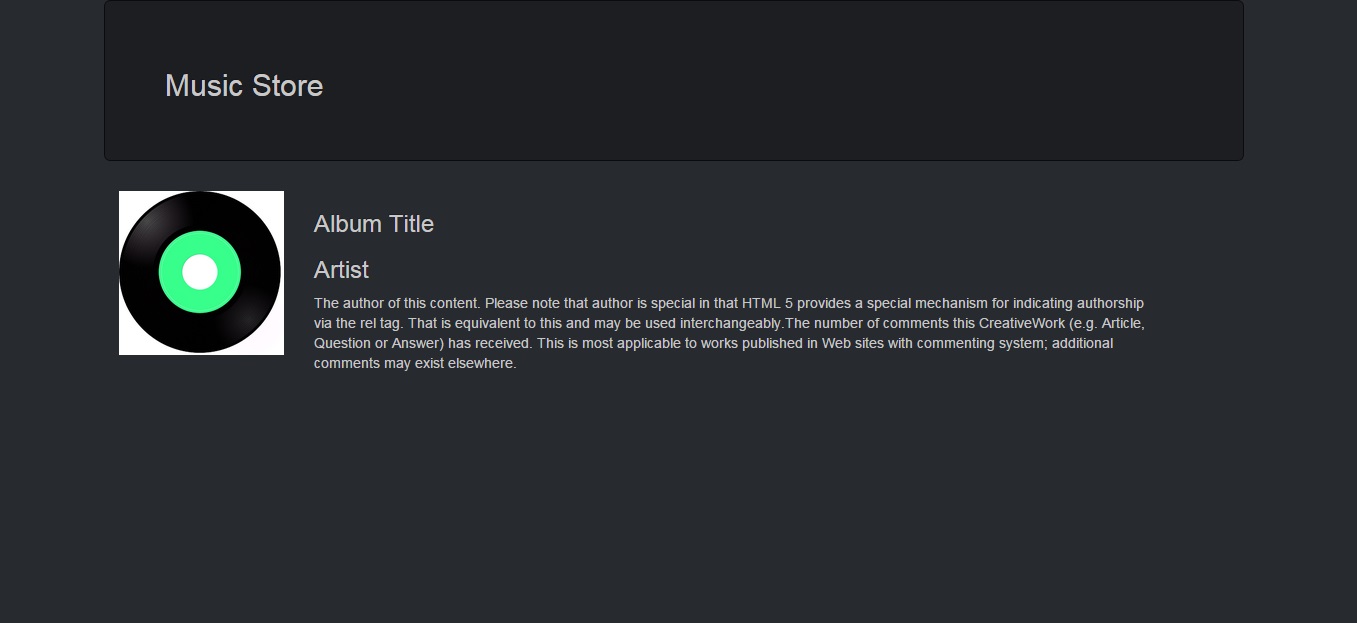 Music Store
Album Title
Artist
The author of this content. Please note that author is special in that HTML 5 provides a special mechanism for indicating authorship
via the rel tag. That is equivalent to this and may be used interchangeably.The number of comments this CreativeWork (e.g. Article,
Question or Answer) has received. This is most applicable to works published in Web sites with commenting system; additional
comments may exist elsewhere.